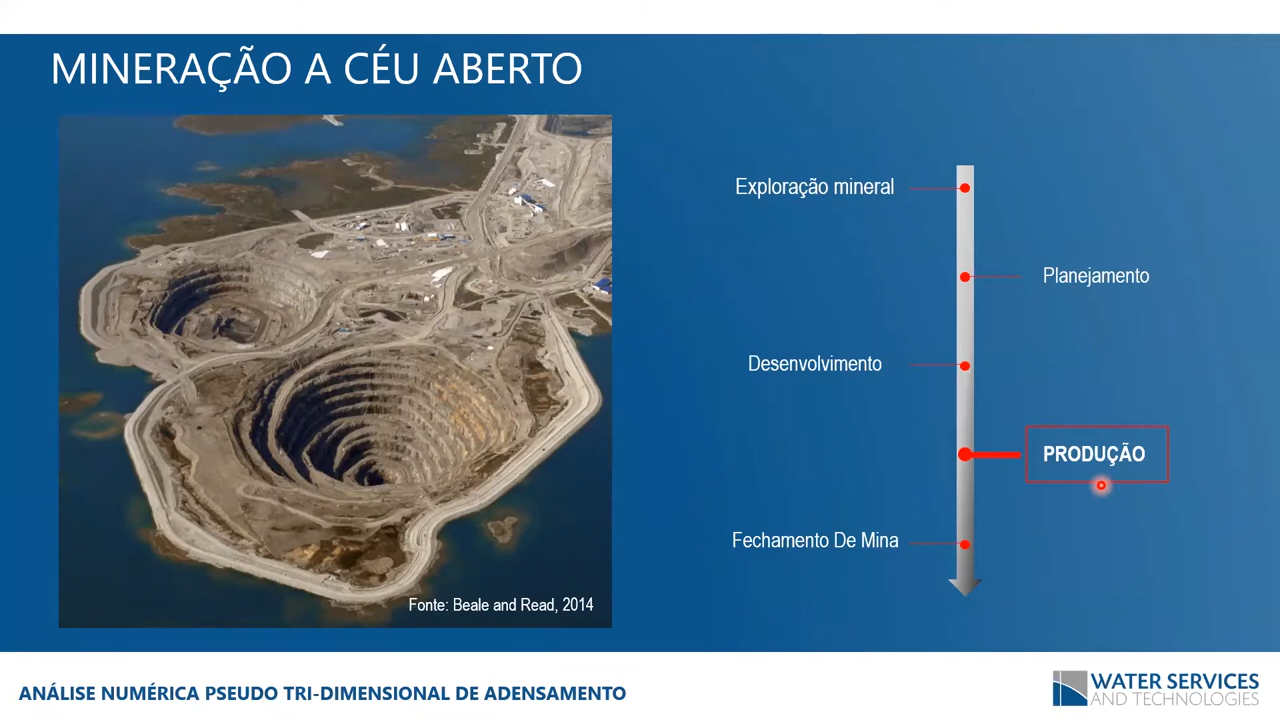 MINERAÇÃO A CÉU ABERTO
Exploração mineral
Planejamento
Desenvolvimento
PRODUÇÃO
Fechamento De Mina
Fonte: Beale and Read, 2014
ANÁLISE NUMÉRICA PSEUDO TRI-DIMENSIONAL DE ADENSAMENTO
WATER SERVICES
AND TECHNOLOGIES